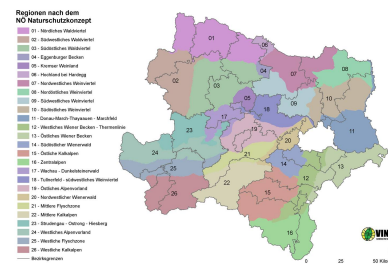 Regionen nach dem
NÖ Naturschutzkonzept
01 - Nördliches Waldviertel
02 - Südwestliches Waldviertel
03 - Südöstliches Waldviertel
04 - Eggenburger Becken
05 - Kremser Weinland
06 - Hochland bei Hardegg
07 - Nordwestliches Weinviertel
08 - Nordöstliches Weinviertel
09 - Südwestliches Weinviertel
10 - Südöstliches Weinviertel
11 - Donau-March-Thayaauen - Marchfeld
12 - Westliches Wiener Becken - Thermenlinie
13 - Östliches Wiener Becken
14 - Südöstlicher Wienerwald
15 - Östliche Kalkalpen
16 - Zentralalpen
17 - Wachau - Dunkelsteinerwald
18 - Tullnerfeld - südwestliches Weinviertel
19 - Östliches Alpenvorland
20 - Nordwestlicher Wienerwald
21 - Mittlere Flyschzone
22 - Mittlere Kalkalpen
23 - Strudengau - Ostrong - Hiesberg
24 - Westliches Alpenvorland
25 - Westliche Flyschzone
26 - Westliche Kalkalpen
Bezirksgrenzen
01
06
02
03
04
07
08
05
09
10
17
18
23
19
20
11
24
21
14
13
25
12
26
22
15
16
VIN
0 25 50 Kilo